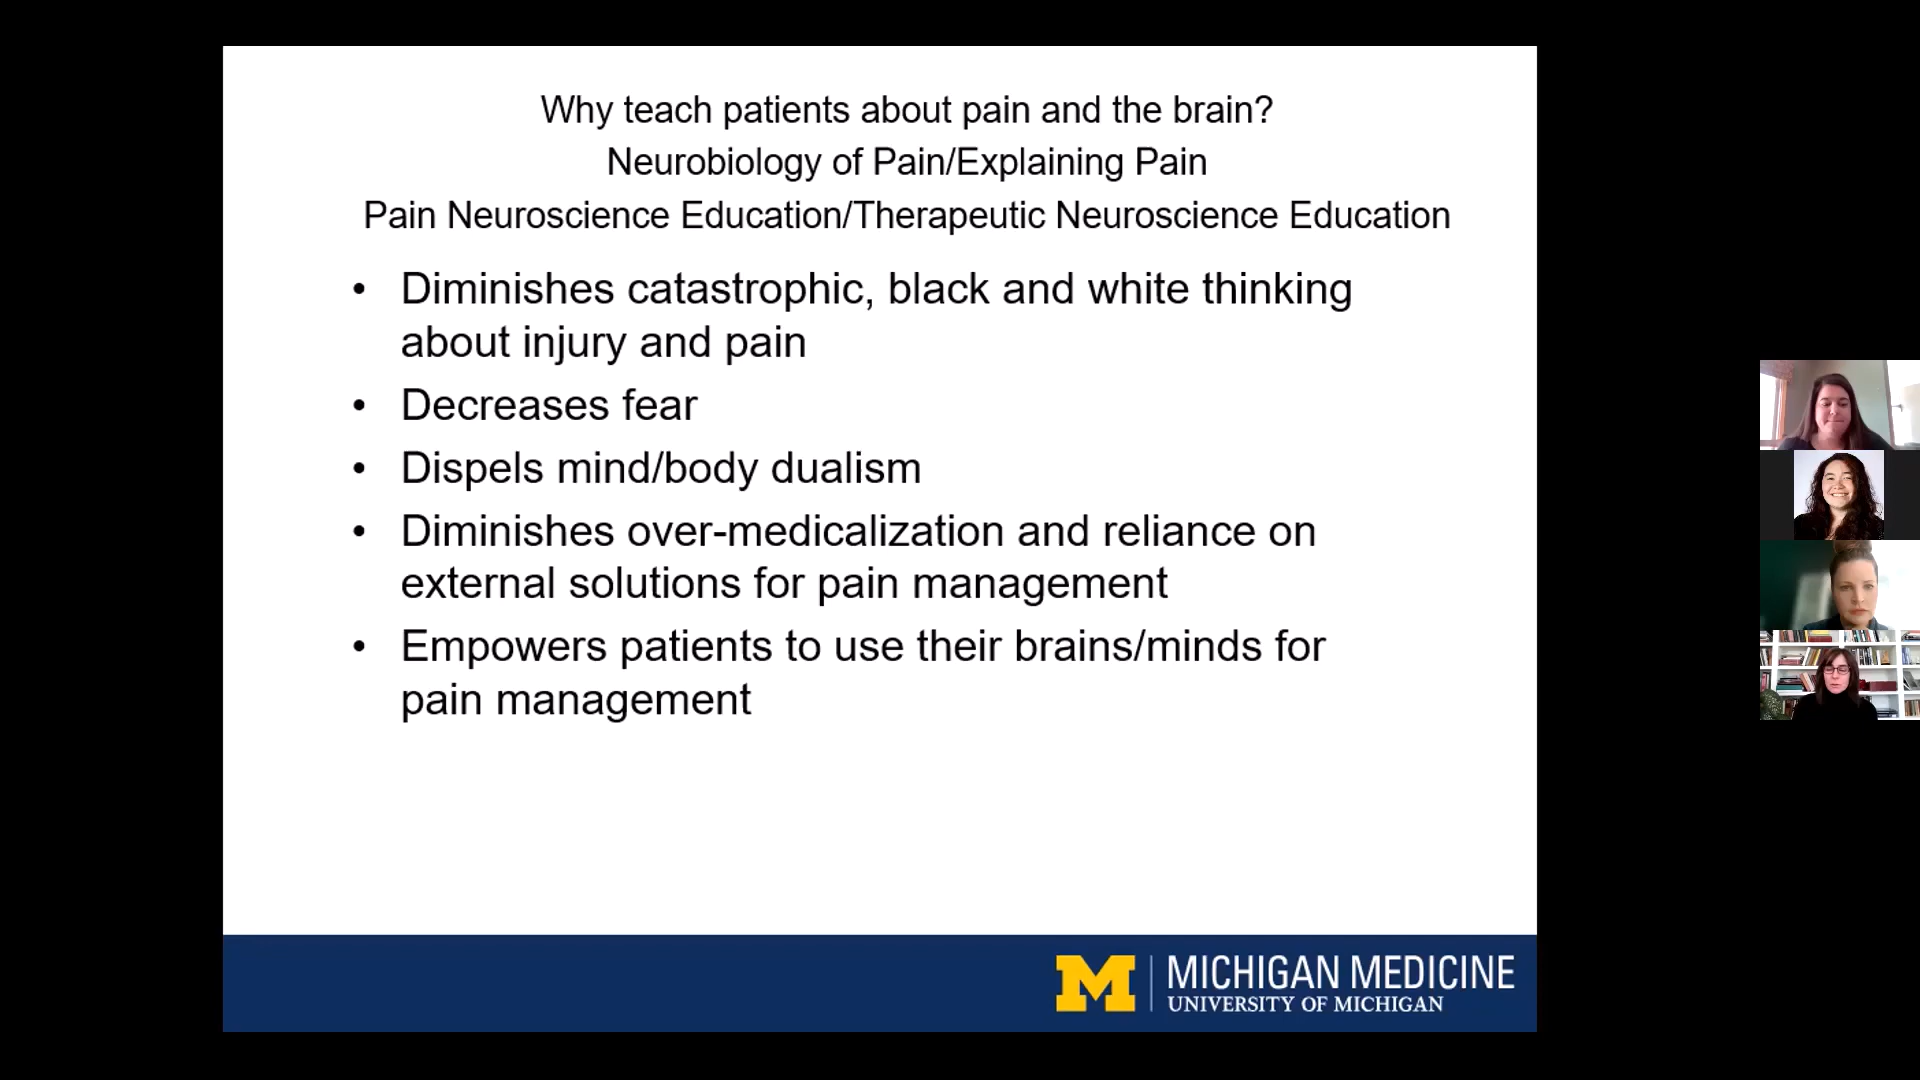 Why teach patients about pain and the brain?
Neurobiology of Pain/Explaining Pain
Pain Neuroscience Education/Therapeutic Neuroscience Education
• Diminishes catastrophic, black and white thinking
about injury and pain
• Decreases fear
• Dispels mind/body dualism
• Diminishes over-medicalization and reliance on
external solutions for pain management
• Empowers patients to use their brains/minds for
pain management
M | MICHIGAN MEDICINE
UNIVERSITY OF MICHIGAN